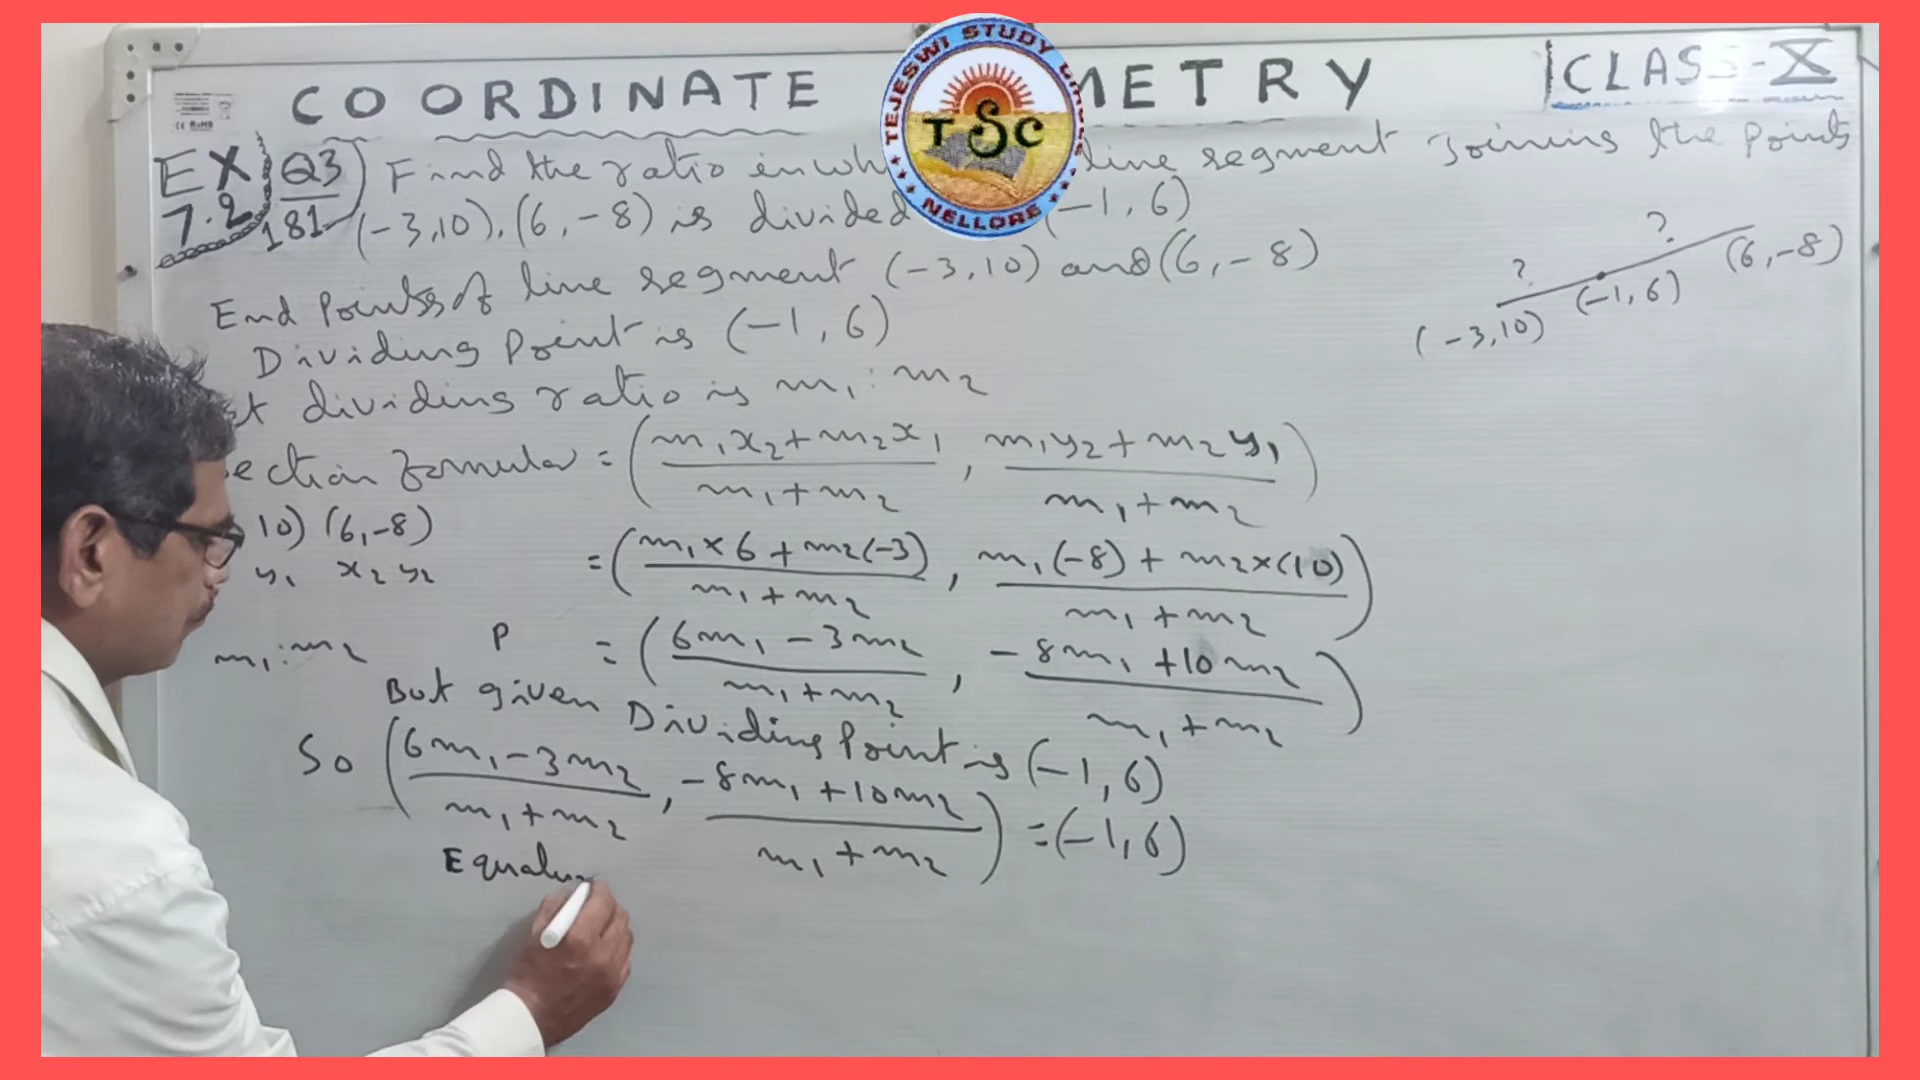 COORDINATE METRY
CLASS-X
EX 7.2 Q3/181 Find the ratio in wh line segment Joining the Points
(-3,10), (6,-8) is divided (-1,6)
End Points of line segment (-3,10) and (6,-8)
Dividing Point is (-1,6)
dividing ratio is m1 : m2
ection formula = (m1x2+m2x1/m1+m2, m1y2+m2y1/m1+m2)
10) (6,-8)
y1 x2 y2
= (m1×6+m2(-3)/m1+m2, m1(-8)+m2×(10)/m1+m2)
m1:m2
P = (6m1-3m2/m1+m2, -8m1+10m2/m1+m2)
But given Dividing Point is (-1,6)
So (6m1-3m2/m1+m2, -8m1+10m2/m1+m2) = (-1,6)
? ?
(-3,10) (-1,6) (6,-8)
TEJESWI STUDY
TSC
NELLORE
CE RoHS